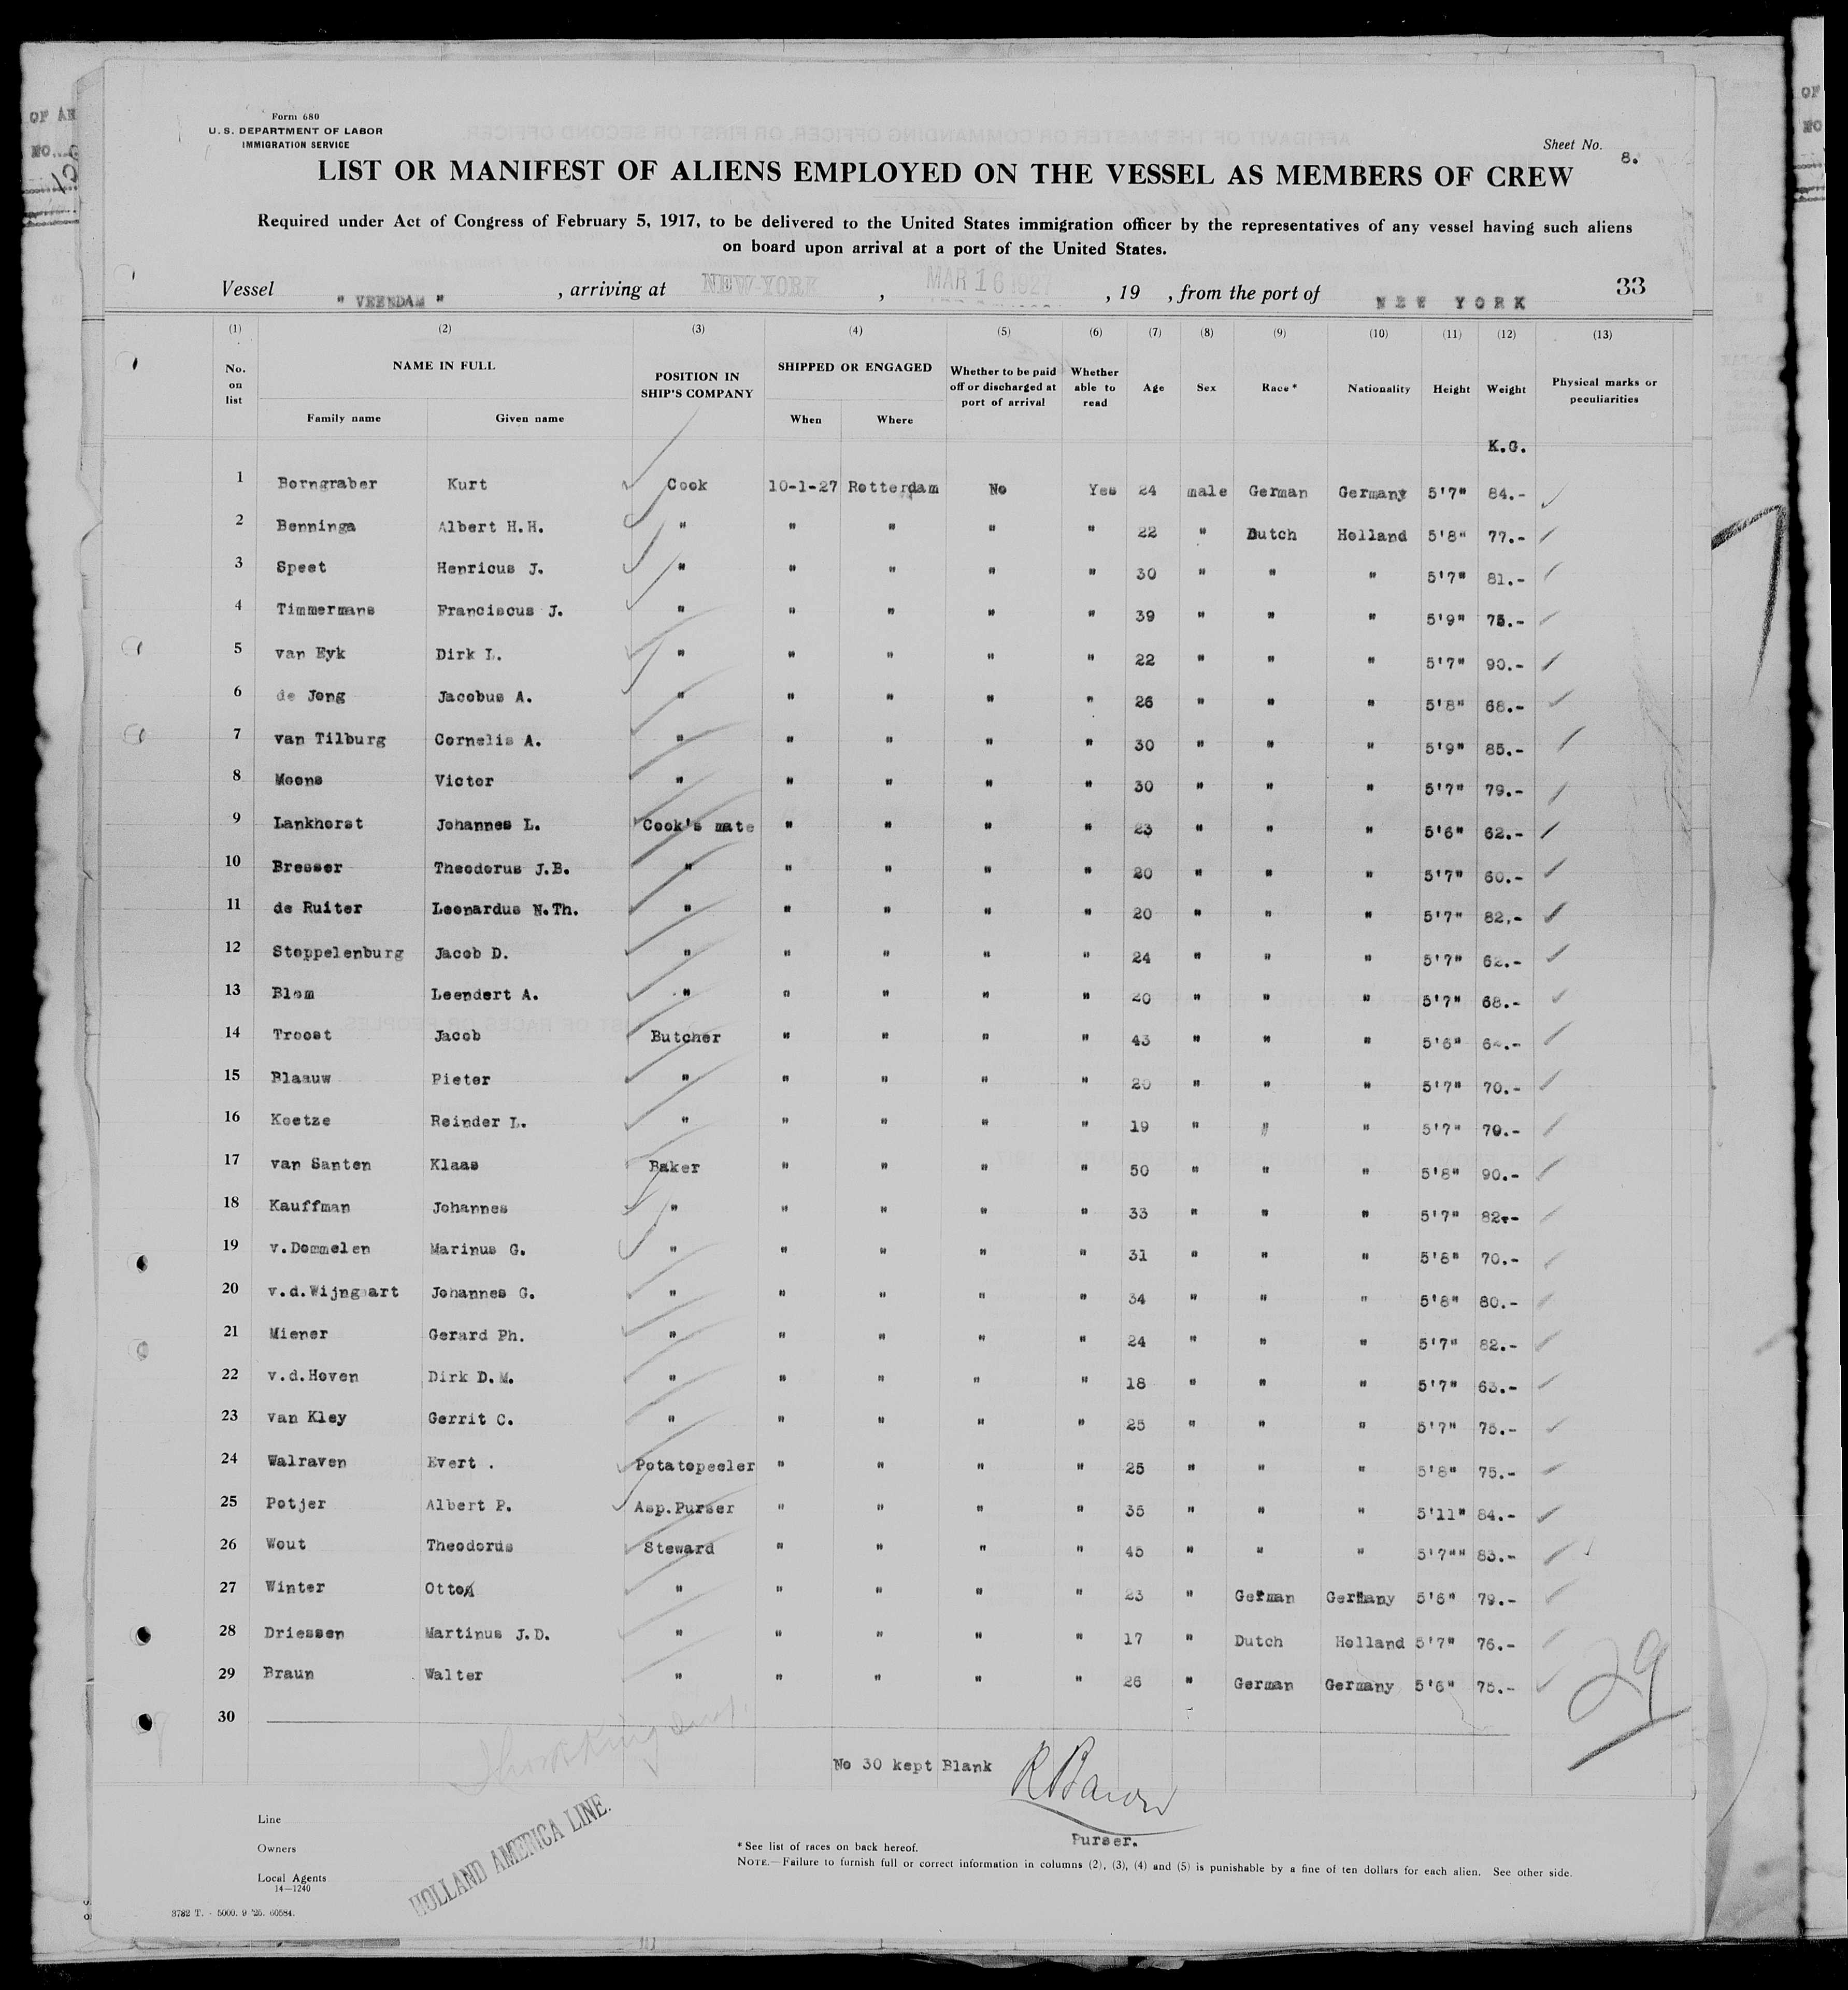 Form 680
U. S. DEPARTMENT OF LABOR
IMMIGRATION SERVICE
Sheet No. 8.
LIST OR MANIFEST OF ALIENS EMPLOYED ON THE VESSEL AS MEMBERS OF CREW
Required under Act of Congress of February 5, 1917, to be delivered to the United States immigration officer by the representatives of any vessel having such aliens
on board upon arrival at a port of the United States.
Vessel " VEENDAM " , arriving at NEW YORK , MAR 16 1927 , 19 , from the port of NEW YORK 33
(1) (2) (3) (4) (5) (6) (7) (8) (9) (10) (11) (12) (13)
No. on list NAME IN FULL Family name Given name POSITION IN SHIP'S COMPANY SHIPPED OR ENGAGED When Where Whether to be paid off or discharged at port of arrival Whether able to read Age Sex Race * Nationality Height Weight Physical marks or peculiarities
K.G.
1 Borngraber Kurt Cook 10-1-27 Rotterdam No Yes 24 male German Germany 5'7" 84.-
2 Benninga Albert H.H. " " " " " 22 " Dutch Holland 5'8" 77.-
3 Speet Henricus J. " " " " " 30 " " " 5'7" 81.-
4 Timmermans Franciscus J. " " " " " 39 " " " 5'9" 75.-
5 van Eyk Dirk L. " " " " " 22 " " " 5'7" 90.-
6 de Jong Jacobus A. " " " " " 26 " " " 5'8" 68.-
7 van Tilburg Cornelis A. " " " " " 30 " " " 5'9" 85.-
8 Moons Victor " " " " " 30 " " " 5'7" 79.-
9 Lankhorst Johannes L. Cook's mate " " " " 23 " " " 5'6" 62.-
10 Bresser Theodorus J.B. " " " " " 20 " " " 5'7" 60.-
11 de Ruiter Leonardus N.Th. " " " " " 20 " " " 5'7" 82.-
12 Stoppelenburg Jacob D. " " " " " 24 " " " 5'7" 62.-
13 Blom Leendert A. " " " " " 20 " " " 5'7" 68.-
14 Troost Jacob Butcher " " " " 43 " " " 5'6"
15 Blaauw Pieter " " " " " 20 " " " 5'7" 70.-
16 Koetze Reinder L. " " " " " 19 " " " 5'7" 70.-
17 van Santen Klaas Baker " " " " 50 " " " 5'8" 90.-
18 Kauffman Johannes " " " " " 33 " " " 5'7" 82.-
19 v.Dommelen Marinus G. " " " " " 31 " " " 5'8" 70.-
20 v.d.Wijngaart Johannes G. " " " " " 34 " " " 5'8" 80.-
21 Miener Gerard Ph. " " " " " 24 " " " 5'7" 82.-
22 v.d.Hoven Dirk D.M. " " " " " 18 " " " 5'7" 63.-
23 van Kley Gerrit C. " " " " " 25 " " " 5'7" 75.-
24 Walraven Evert . Potatopeeler " " " " 25 " " " 5'8" 75.-
25 Potjer Albert P. Asp.Purser " " " " 35 " " " 5'11" 84.-
26 Wout Theodorus Steward " " " " 45 " " " 5'7"" 83.-
27 Winter Otto " " " " " 23 " German Germany 5'6" 79.-
28 Driessen Martinus J.D. " " " " " 17 " Dutch Holland 5'7" 76.-
29 Braun Walter " " " " " 26 " German Germany 5'6" 75.-
30
29
No 30 kept Blank
Purser.
Line
Owners
Local Agents
14—1240
HOLLAND AMERICA LINE.
* See list of races on back hereof.
NOTE.—Failure to furnish full or correct information in columns (2), (3), (4) and (5) is punishable by a fine of ten dollars for each alien. See other side.
3782 T. - 5000. 9 '26. 60584.